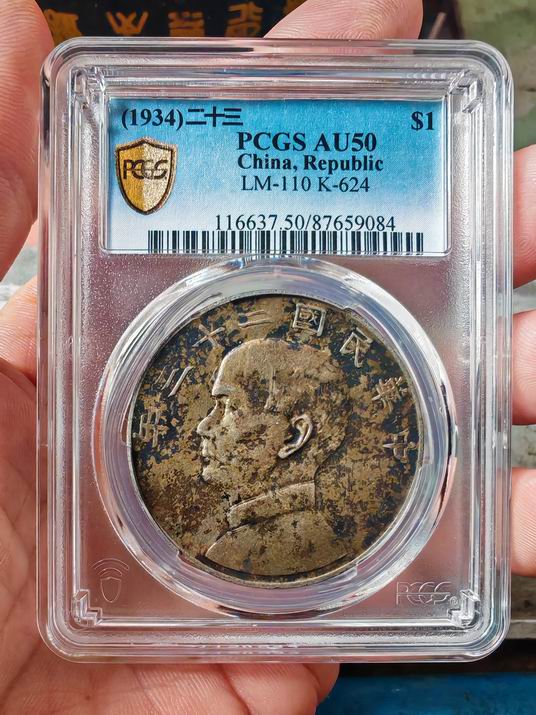 (1934)二十三 $1
PCGS AU50
China, Republic
LM-110 K-624
116637.50/87659084
PCGS
年三十二國民華中
PCGS